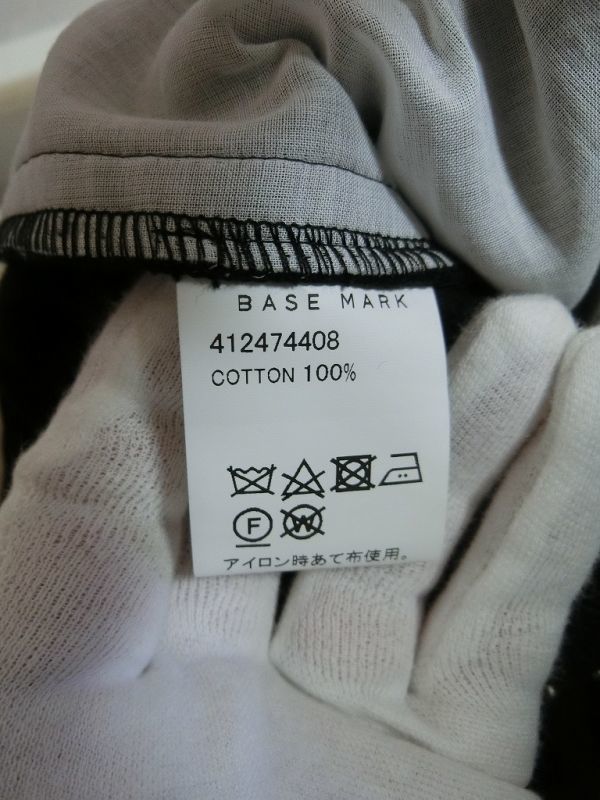 BASE MARK
412474408
COTTON 100%
F W
アイロン時あて布使用。